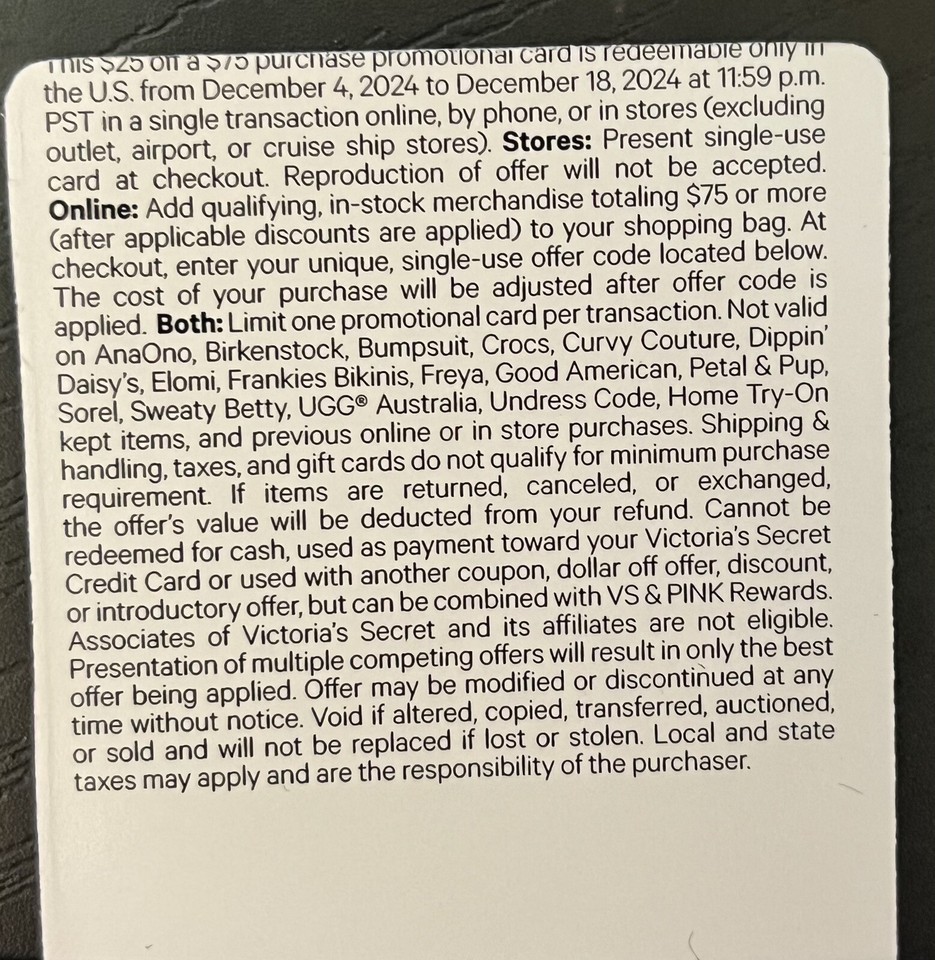 This $25 off a $75 purchase promotional card is redeemable only in
the U.S. from December 4, 2024 to December 18, 2024 at 11:59 p.m.
PST in a single transaction online, by phone, or in stores (excluding
outlet, airport, or cruise ship stores). Stores: Present single-use
card at checkout. Reproduction of offer will not be accepted.
Online: Add qualifying, in-stock merchandise totaling $75 or more
(after applicable discounts are applied) to your shopping bag. At
checkout, enter your unique, single-use offer code located below.
The cost of your purchase will be adjusted after offer code is
applied. Both: Limit one promotional card per transaction. Not valid
on AnaOno, Birkenstock, Bumpsuit, Crocs, Curvy Couture, Dippin'
Daisy's, Elomi, Frankies Bikinis, Freya, Good American, Petal & Pup,
Sorel, Sweaty Betty, UGG® Australia, Undress Code, Home Try-On
kept items, and previous online or in store purchases. Shipping &
handling, taxes, and gift cards do not qualify for minimum purchase
requirement. If items are returned, canceled, or exchanged,
the offer's value will be deducted from your refund. Cannot be
redeemed for cash, used as payment toward your Victoria's Secret
Credit Card or used with another coupon, dollar off offer, discount,
or introductory offer, but can be combined with VS & PINK Rewards.
Associates of Victoria's Secret and its affiliates are not eligible.
Presentation of multiple competing offers will result in only the best
offer being applied. Offer may be modified or discontinued at any
time without notice. Void if altered, copied, transferred, auctioned,
or sold and will not be replaced if lost or stolen. Local and state
taxes may apply and are the responsibility of the purchaser.